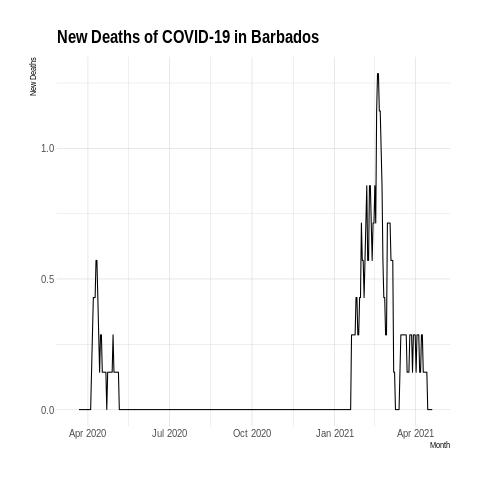 New Deaths of COVID-19 in Barbados
New Deaths
1.0
0.5
0.0
Apr 2020 Jul 2020 Oct 2020 Jan 2021 Apr 2021
Month